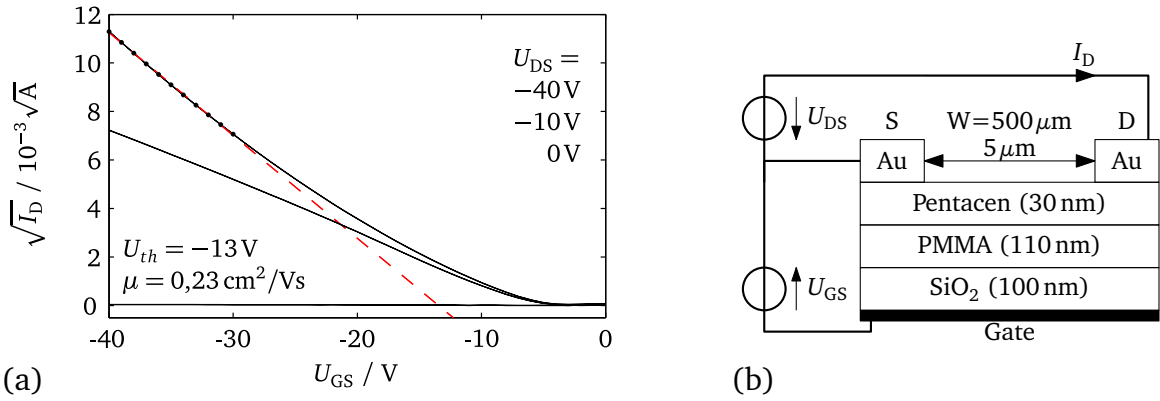 12
10
8
6
4
2
0
√I_D / 10⁻³√A
U_DS =
−40 V
−10 V
0 V
U_th = −13 V
μ = 0,23 cm²/Vs
-40 -30 -20 -10 0
U_GS / V
(a)
I_D
U_DS
S W=500 μm D
Au 5 μm Au
Pentacen (30 nm)
PMMA (110 nm)
U_GS
SiO₂ (100 nm)
Gate
(b)